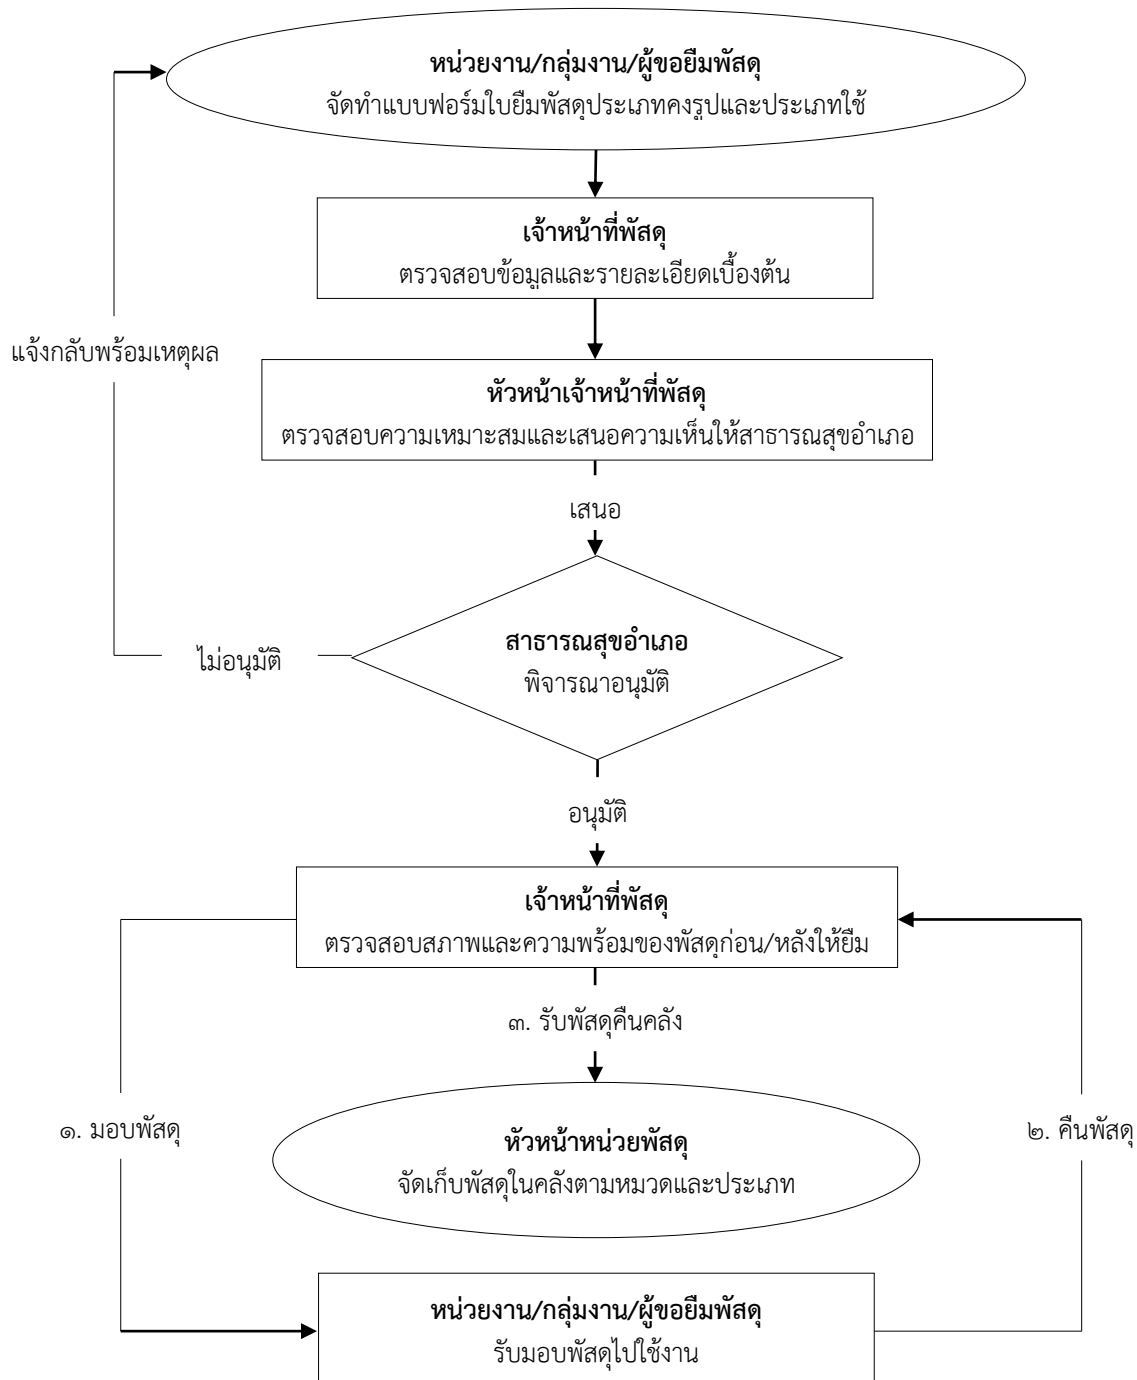 หน่วยงาน/กลุ่มงาน/ผู้ขอยืมพัสดุ
จัดทำแบบฟอร์มใบยืมพัสดุประเภทคงรูปและประเภทใช้
เจ้าหน้าที่พัสดุ
ตรวจสอบข้อมูลและรายละเอียดเบื้องต้น
แจ้งกลับพร้อมเหตุผล
หัวหน้าเจ้าหน้าที่พัสดุ
ตรวจสอบความเหมาะสมและเสนอความเห็นให้สาธารณสุขอำเภอ
เสนอ
สาธารณสุขอำเภอ
พิจารณาอนุมัติ
ไม่อนุมัติ
อนุมัติ
เจ้าหน้าที่พัสดุ
ตรวจสอบสภาพและความพร้อมของพัสดุก่อน/หลังให้ยืม
๓. รับพัสดุคืนคลัง
๑. มอบพัสดุ
หัวหน้าหน่วยพัสดุ
จัดเก็บพัสดุในคลังตามหมวดและประเภท
๒. คืนพัสดุ
หน่วยงาน/กลุ่มงาน/ผู้ขอยืมพัสดุ
รับมอบพัสดุไปใช้งาน